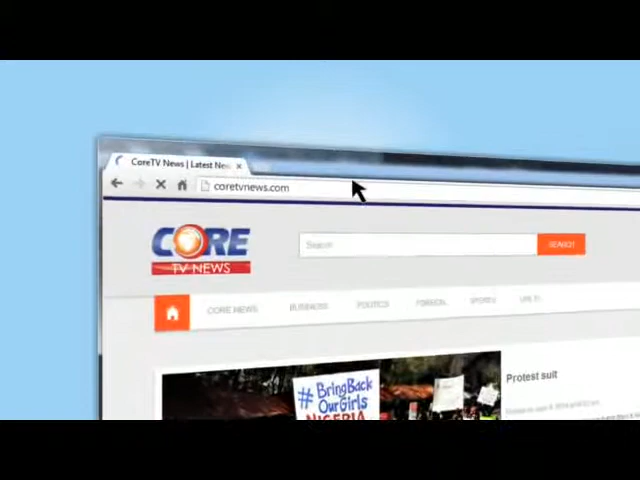 CoreTV News | Latest New
coretvnews.com
CORE
TV NEWS
Search
SEARCH
CORE NEWS
BUSINESS
POLITICS
FOREIGN
SPORTS
Protest suit
#BringBack
OurGirls
NIGERIA